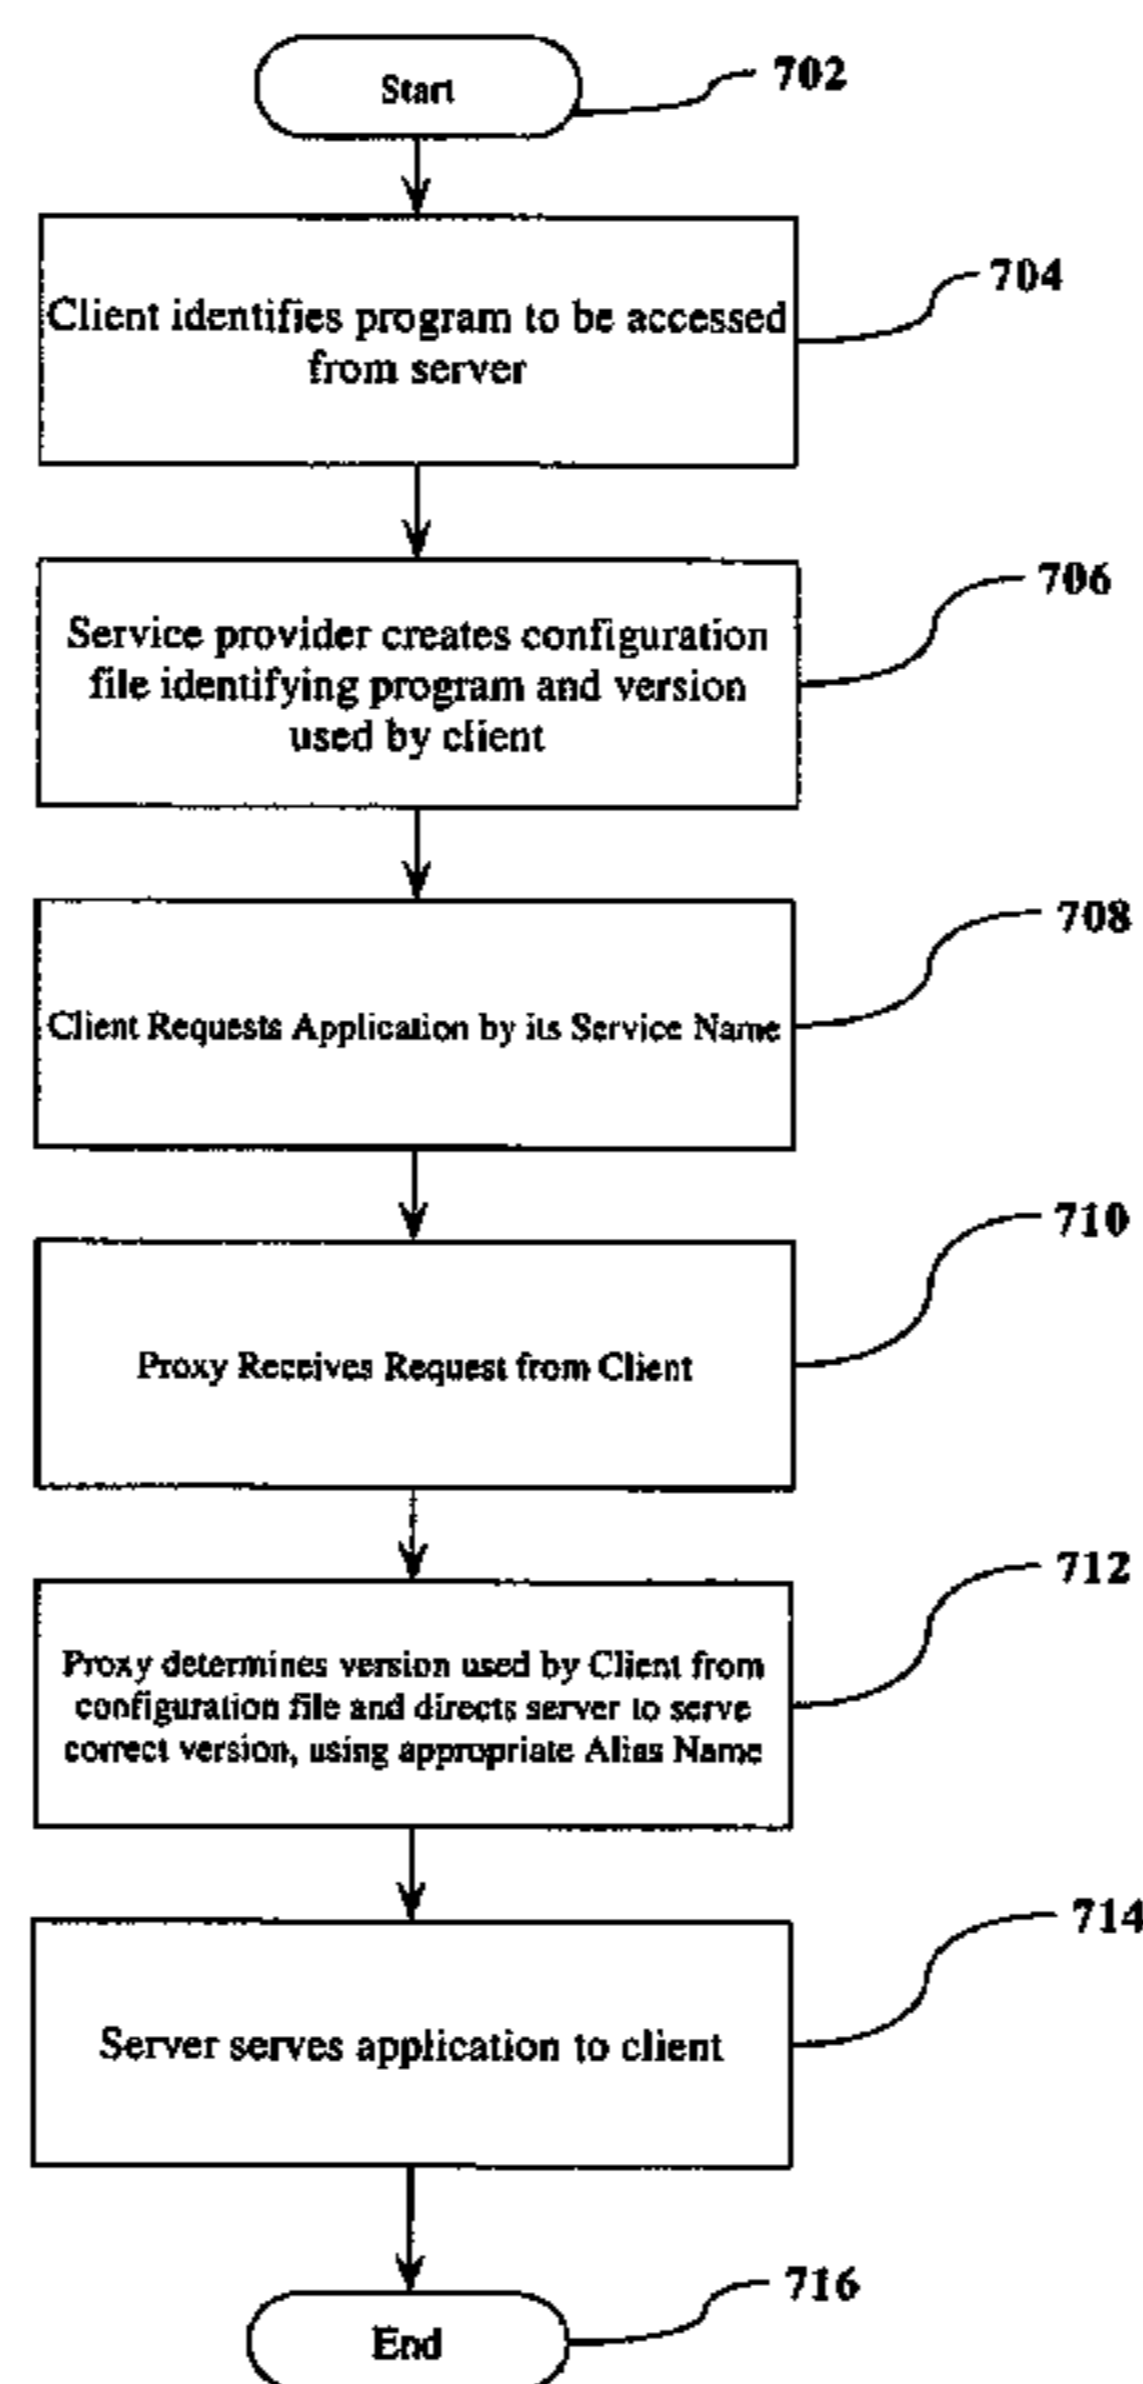 Start
702
Client identifies program to be accessed
from server
704
Service provider creates configuration
file identifying program and version
used by client
706
Client Requests Application by its Service Name
708
Proxy Receives Request from Client
710
Proxy determines version used by Client from
configuration file and directs server to serve
correct version, using appropriate Alias Name
712
Server serves application to client
714
End
716